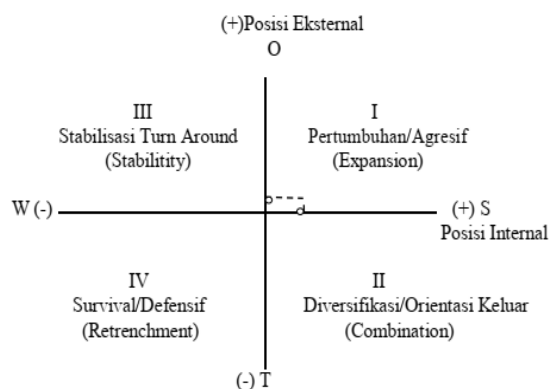 (+)Posisi Eksternal
O
III
Stabilisasi Turn Around
(Stabilitity)
I
Pertumbuhan/Agresif
(Expansion)
W (-)
(+) S
Posisi Internal
IV
Survival/Defensif
(Retrenchment)
II
Diversifikasi/Orientasi Keluar
(Combination)
(-) T